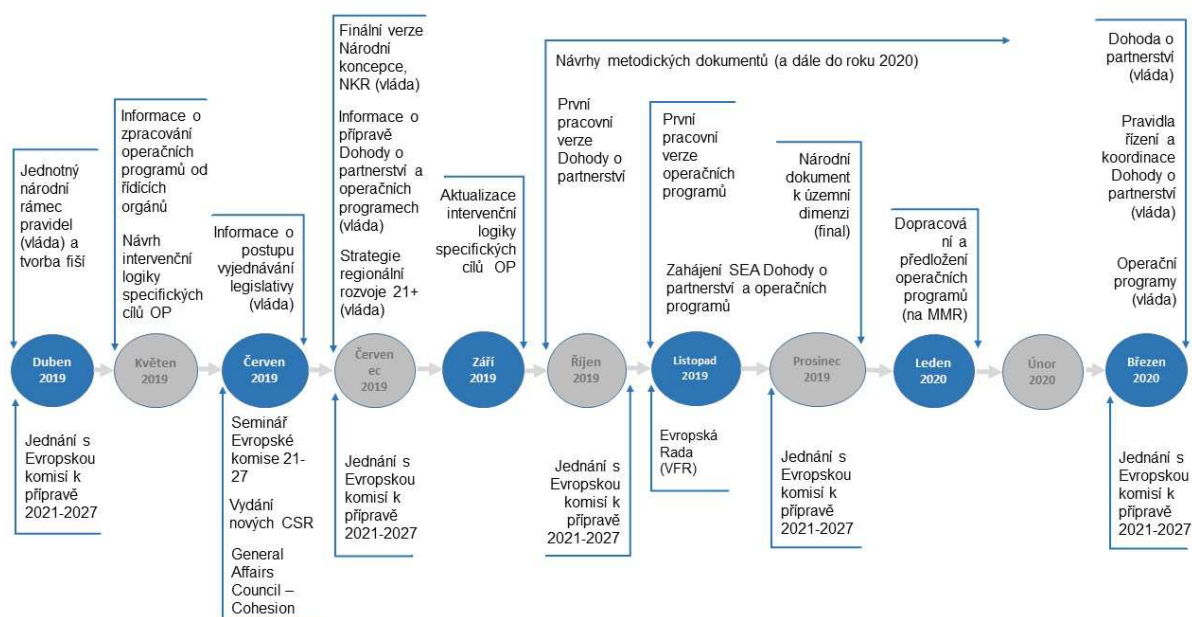 Jednotný
národní
rámec
pravidel
(vláda) a
tvorba fiší
Informace o
zpracování
operačních
programů od
řídících
orgánů
Návrh
intervenční
logiky
specifických
cílů OP
Informace o
postupu
vyjednávání
legislativy
(vláda)
Finální verze
Národní
koncepce,
NKR (vláda)
Informace o
přípravě
Dohody o
partnerství a
operačních
programech
(vláda)
Strategie
regionální
rozvoje 21+
(vláda)
Aktualizace
intervenční
logiky
specifických
cílů OP
Návrhy metodických dokumentů (a dále do roku 2020)
První
pracovní
verze
Dohody o
partnerství
První
pracovní
verze
operačních
programů
Zahájení SEA Dohody o
partnerství a operačních
programů
Národní
dokument
k územní
dimenzi
(final)
Dopracová
ní a
předložení
operačních
programů
(na MMR)
Dohoda o
partnerství
(vláda)
Pravidla
řízení a
koordinace
Dohody o
partnerství
(vláda)
Operační
programy
(vláda)
Duben
2019
Květen
2019
Červen
2019
Červen
ec
2019
Září
2019
Říjen
2019
Listopad
2019
Prosinec
2019
Leden
2020
Únor
2020
Březen
2020
Jednání s
Evropskou
komisí k
přípravě
2021-2027
Seminář
Evropské
komise 21-
27
Vydání
nových CSR
General
Affairs
Council –
Cohesion
Jednání s
Evropskou
komisí k
přípravě
2021-2027
Jednání s
Evropskou
komisí k
přípravě
2021-2027
Evropská
Rada
(VFR)
Jednání s
Evropskou
komisí k
přípravě
2021-2027
Jednání s
Evropskou
komisí k
přípravě
2021-2027